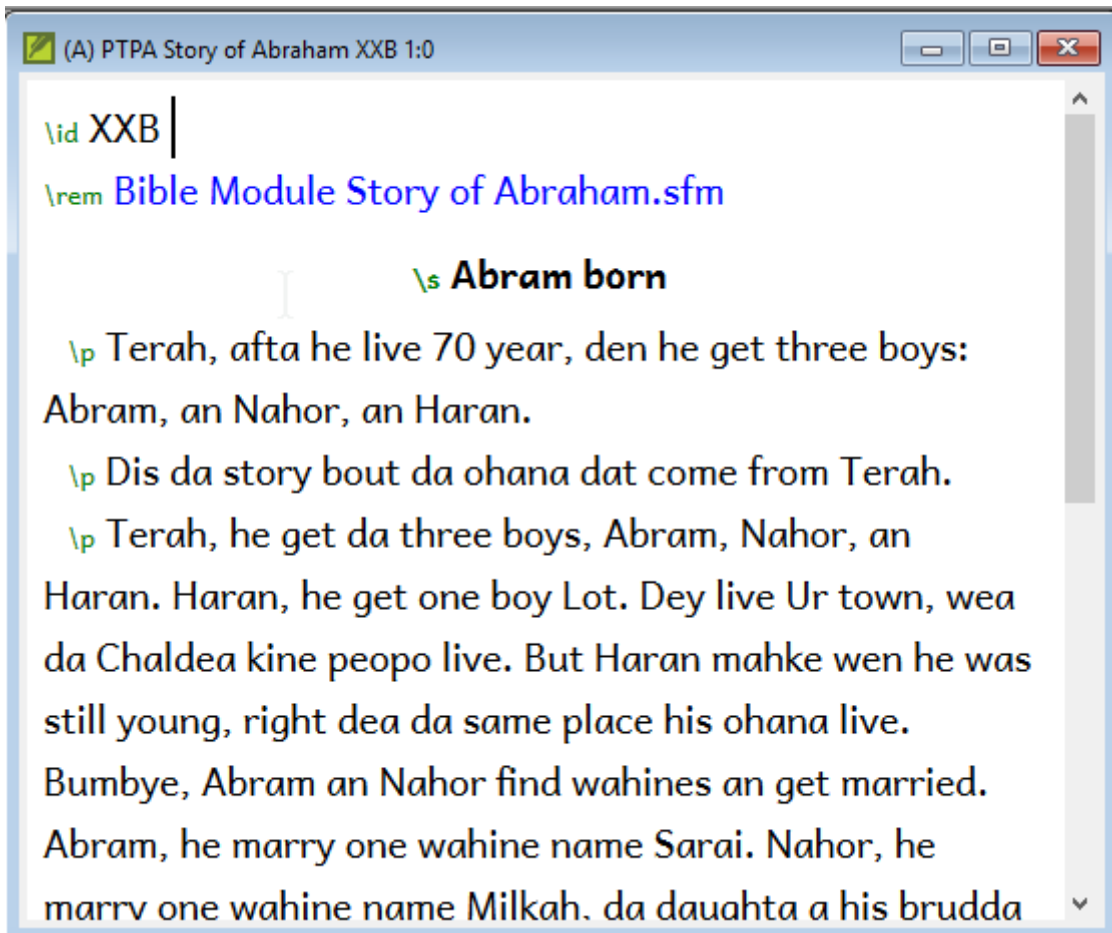 (A) PTPA Story of Abraham XXB 1:0
\id XXB
\rem Bible Module Story of Abraham.sfm
\s Abram born
\p Terah, afta he live 70 year, den he get three boys:
Abram, an Nahor, an Haran.
\p Dis da story bout da ohana dat come from Terah.
\p Terah, he get da three boys, Abram, Nahor, an
Haran. Haran, he get one boy Lot. Dey live Ur town, wea
da Chaldea kine peopo live. But Haran mahke wen he was
still young, right dea da same place his ohana live.
Bumbye, Abram an Nahor find wahines an get married.
Abram, he marry one wahine name Sarai. Nahor, he
marry one wahine name Milkah, da daughta a his brudda